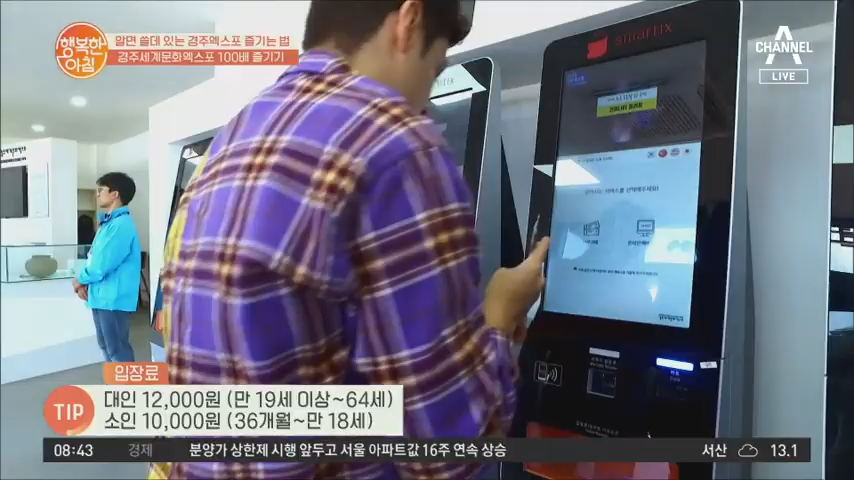 행복한
아침
알면 쓸데 있는 경주엑스포 즐기는 법
경주세계문화엑스포 100배 즐기기
CHANNEL A
LIVE
smartix
입장료
TIP
대인 12,000원 (만 19세 이상~64세)
소인 10,000원 (36개월~만 18세)
08:43 경제 분양가 상한제 시행 앞두고 서울 아파트값 16주 연속 상승 서산 13.1